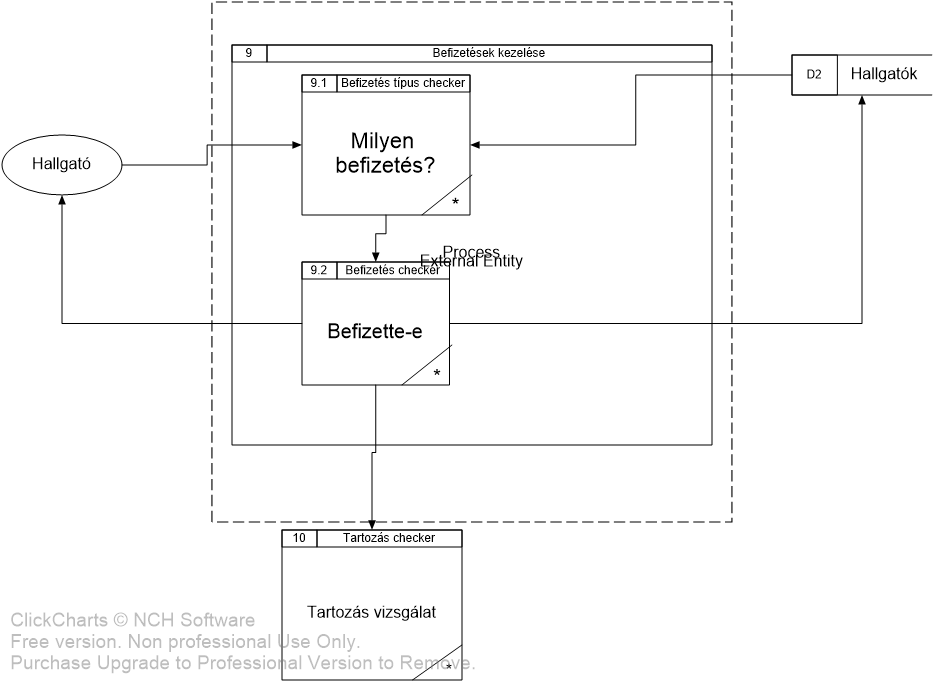 9 Befizetések kezelése
9.1 Befizetés típus checker
D2 Hallgatók
Milyen
befizetés?
Hallgató
*
Process
External Entity
9.2 Befizetés checker
Befizette-e
*
10 Tartozás checker
Tartozás vizsgálat
*
ClickCharts © NCH Software
Free version. Non professional Use Only.
Purchase Upgrade to Professional Version to Remove.